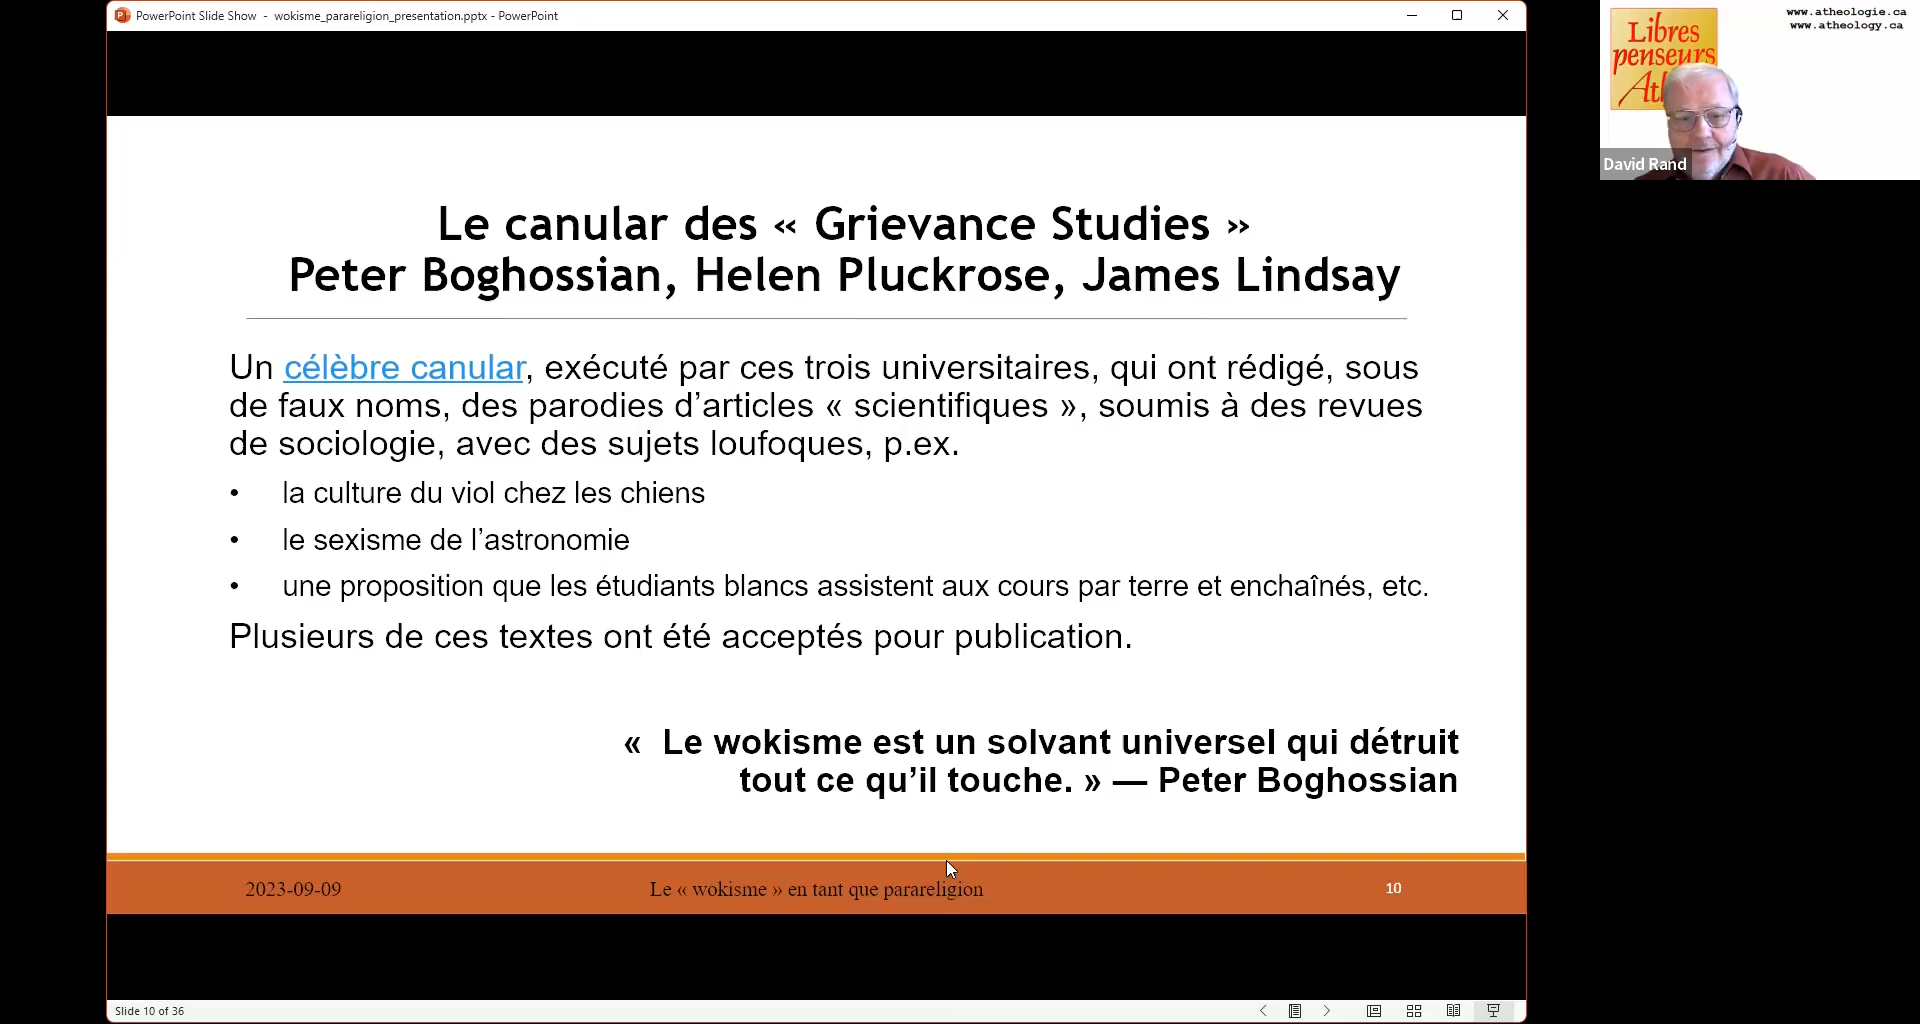 PowerPoint Slide Show - wokisme_parareligion_presentation.pptx - PowerPoint
www.atheologie.ca
www.atheology.ca
Libres
penseurs
David Rand
Le canular des « Grievance Studies »
Peter Boghossian, Helen Pluckrose, James Lindsay
Un célèbre canular, exécuté par ces trois universitaires, qui ont rédigé, sous
de faux noms, des parodies d’articles « scientifiques », soumis à des revues
de sociologie, avec des sujets loufoques, p.ex.
• la culture du viol chez les chiens
• le sexisme de l’astronomie
• une proposition que les étudiants blancs assistent aux cours par terre et enchaînés, etc.
Plusieurs de ces textes ont été acceptés pour publication.
« Le wokisme est un solvant universel qui détruit
tout ce qu’il touche. » — Peter Boghossian
2023-09-09
Le « wokisme » en tant que parareligion
10
Slide 10 of 36